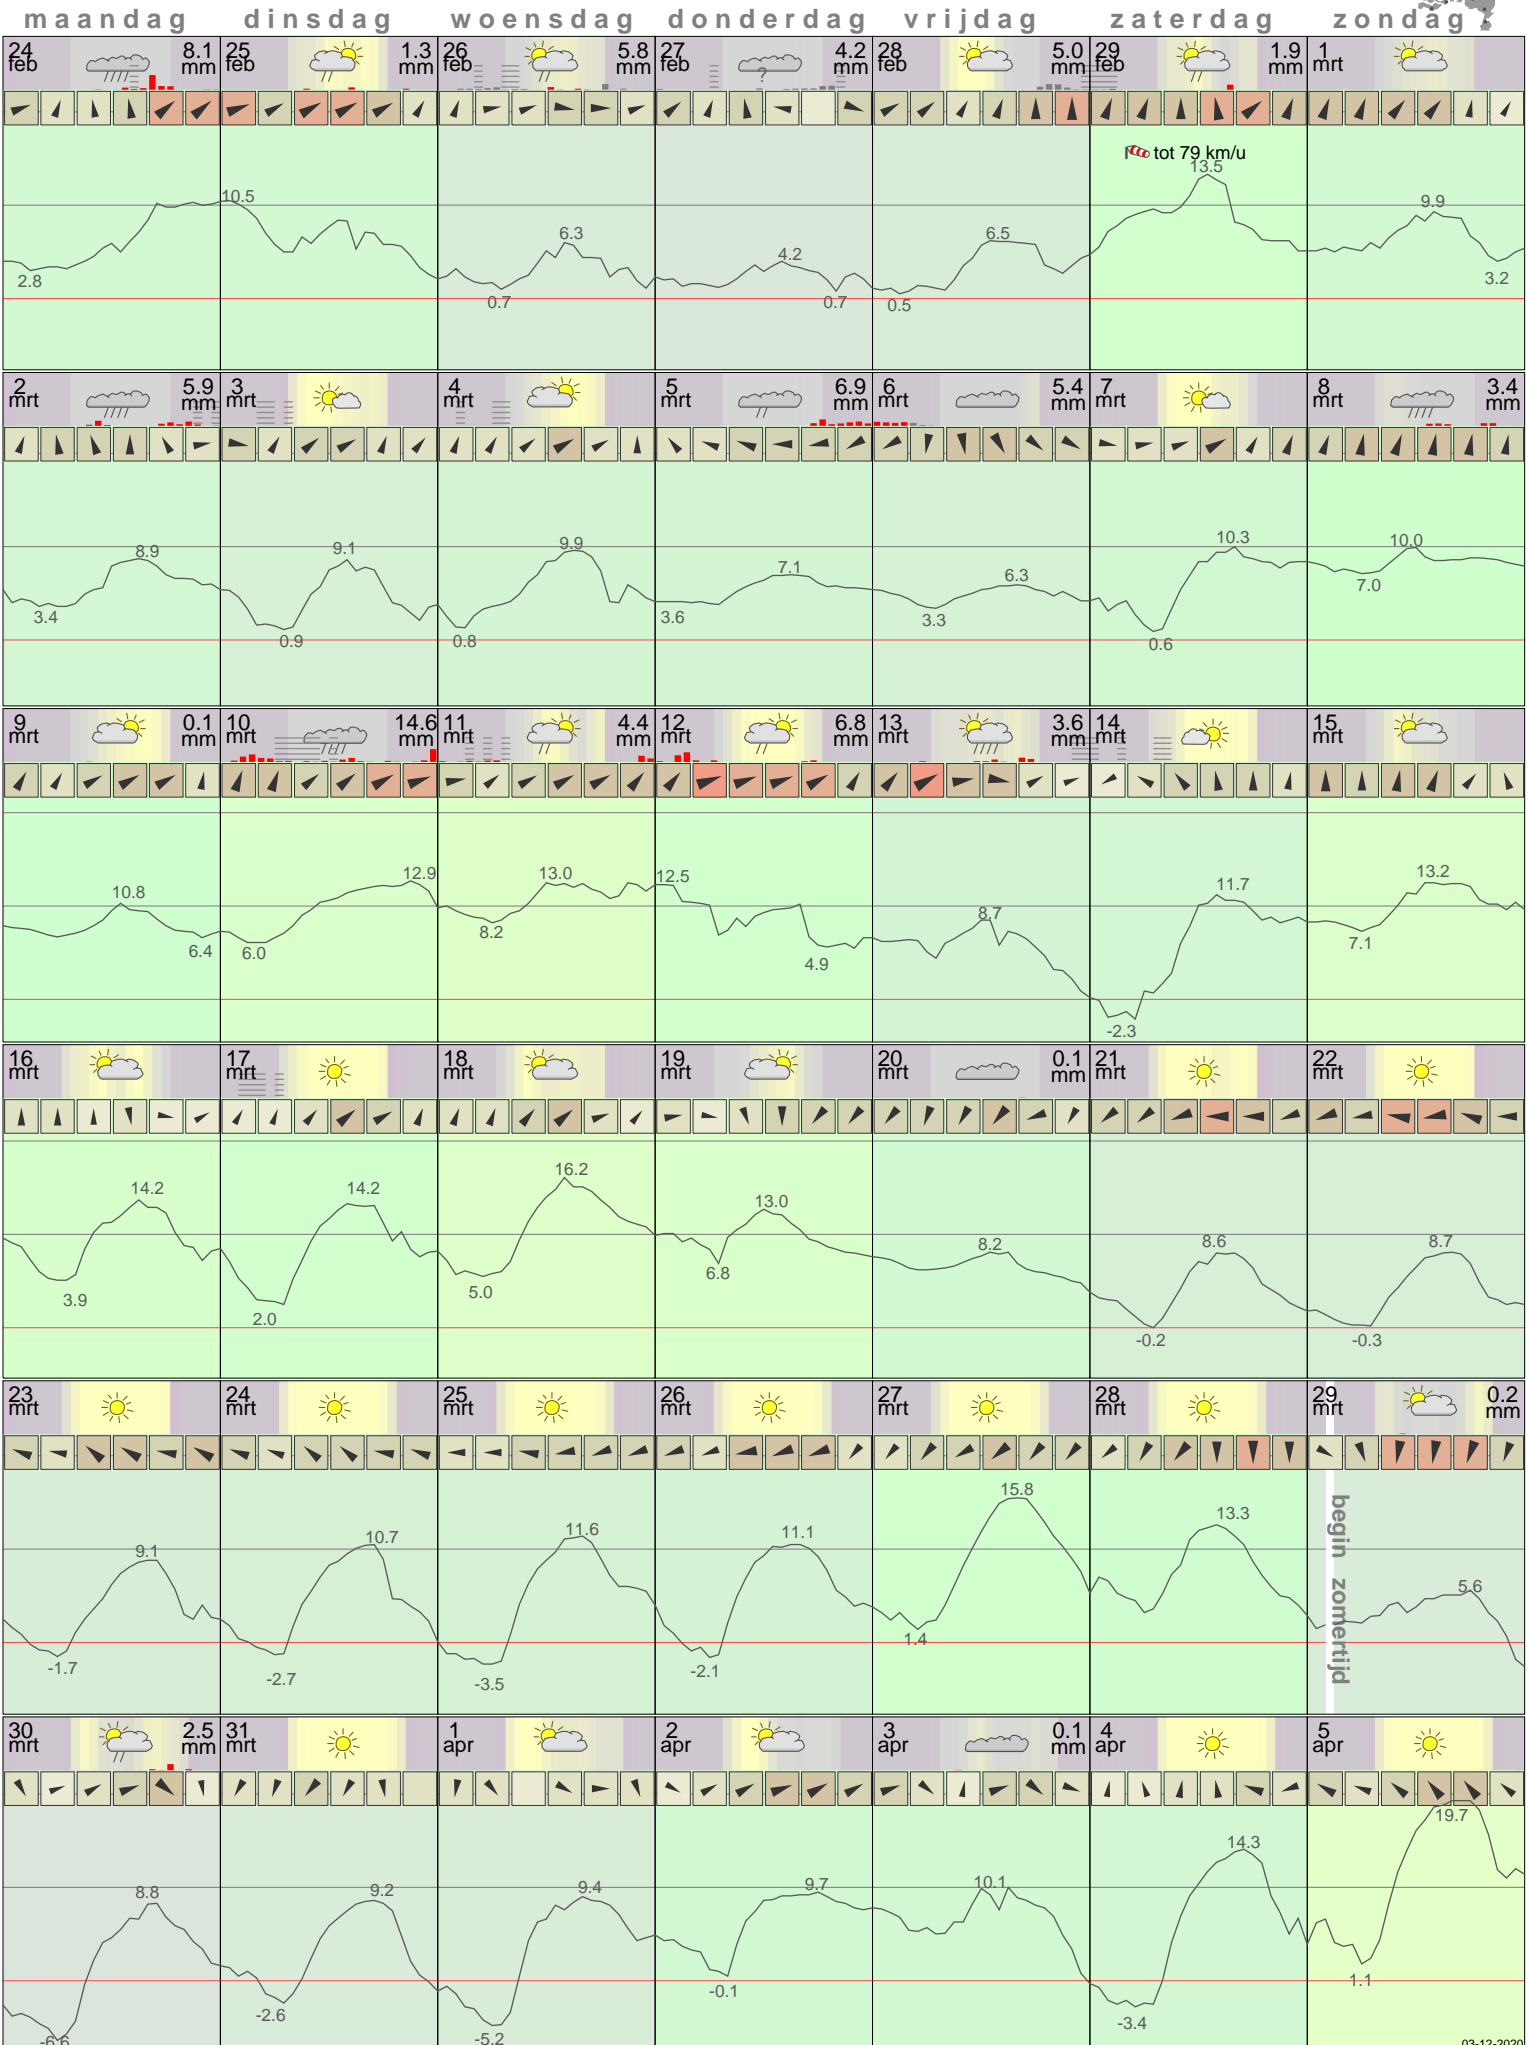 maandag dinsdag woensdag donderdag vrijdag zaterdag zondag
24 feb 8.1 mm 25 feb 1.3 mm 26 feb 5.8 mm 27 feb ? 4.2 mm 28 feb 5.0 mm 29 feb 1.9 mm 1 mrt
tot 79 km/u
13.5
10.5 9.9
6.3 6.5
4.2
2.8 3.2
0.7 0.7 0.5
2 mrt 5.9 mm 3 mrt 4 mrt 5 mrt 6.9 mm 6 mrt 5.4 mm 7 mrt 8 mrt 3.4 mm
8.9 9.1 9.9 7.1 6.3 10.3 10.0
3.4 0.9 0.8 3.6 3.3 0.6 7.0
9 mrt 0.1 mm 10 mrt 14.6 mm 11 mrt 4.4 mm 12 mrt 6.8 mm 13 mrt 3.6 mm 14 mrt 15 mrt
10.8 12.9 13.0 12.5 8.7 11.7 13.2
6.4 6.0 8.2 4.9 -2.3 7.1
16 mrt 17 mrt 18 mrt 19 mrt 20 mrt 0.1 mm 21 mrt 22 mrt
14.2 14.2 16.2 13.0 8.2 8.6 8.7
3.9 2.0 5.0 6.8 -0.2 -0.3
23 mrt 24 mrt 25 mrt 26 mrt 27 mrt 28 mrt 29 mrt 0.2 mm
9.1 10.7 11.6 11.1 15.8 13.3 5.6
-1.7 -2.7 -3.5 -2.1 1.4
begin zomertijd
30 mrt 2.5 mm 31 mrt 1 apr 2 apr 3 apr 0.1 mm 4 apr 5 apr
8.8 9.2 9.4 9.7 10.1 14.3 19.7
-6.6 -2.6 -5.2 -0.1 -3.4 1.1
03-12-2020